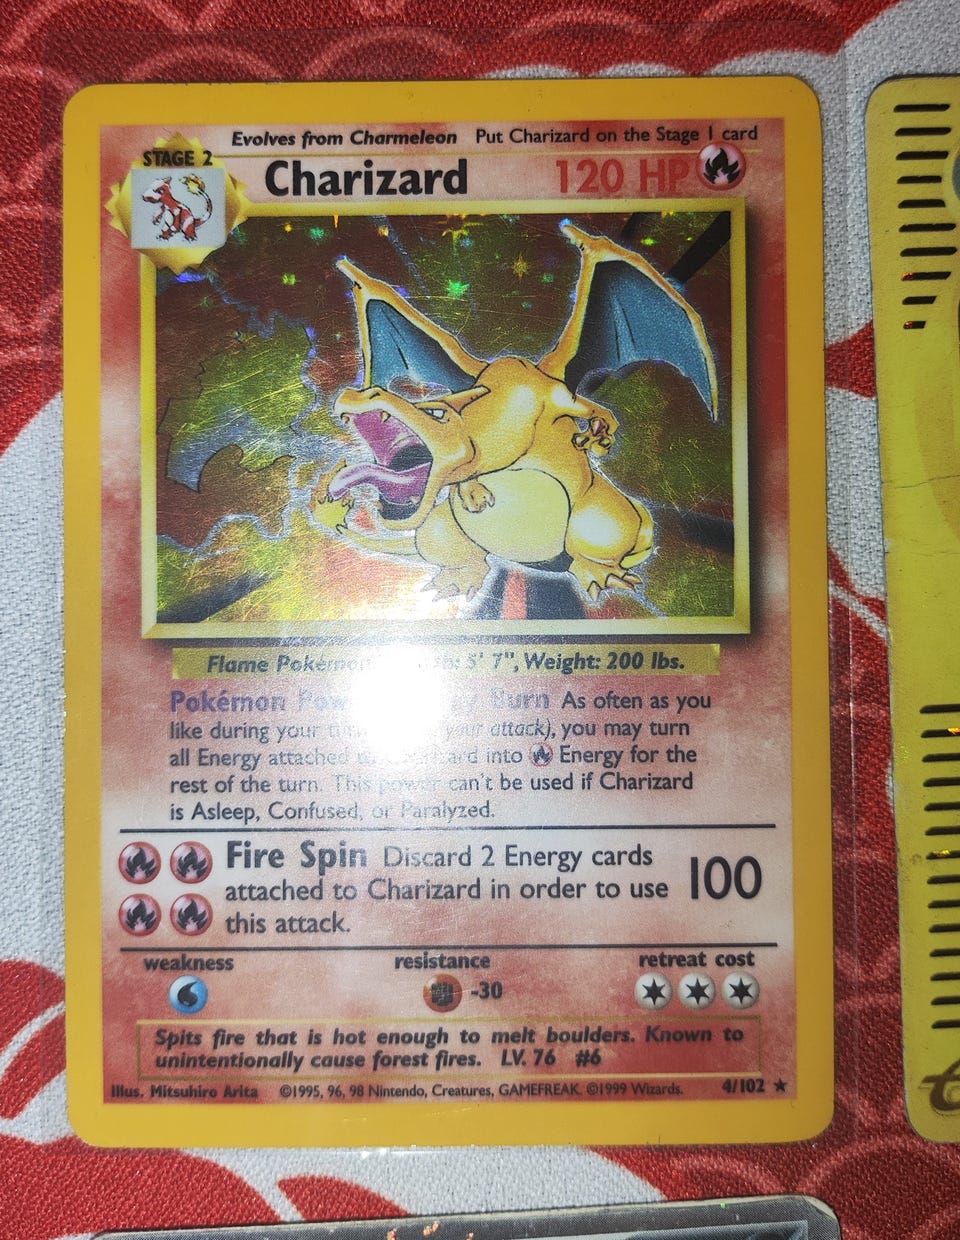 Evolves from Charmeleon Put Charizard on the Stage 1 card
STAGE 2
Charizard 120 HP
Flame Pokémon 5' 7", Weight: 200 lbs.
Pokémon Burn As often as you
like during your your attack), you may turn
all Energy attached into Energy for the
rest of the turn. This power can't be used if Charizard
is Asleep, Confused, or Paralyzed.
Fire Spin Discard 2 Energy cards
attached to Charizard in order to use
this attack.
100
weakness resistance retreat cost
-30
Spits fire that is hot enough to melt boulders. Known to
unintentionally cause forest fires. LV. 76 #6
Illus. Mitsuhiro Arita ©1995, 96, 98 Nintendo, Creatures, GAMEFREAK. ©1999 Wizards. 4/102 ★